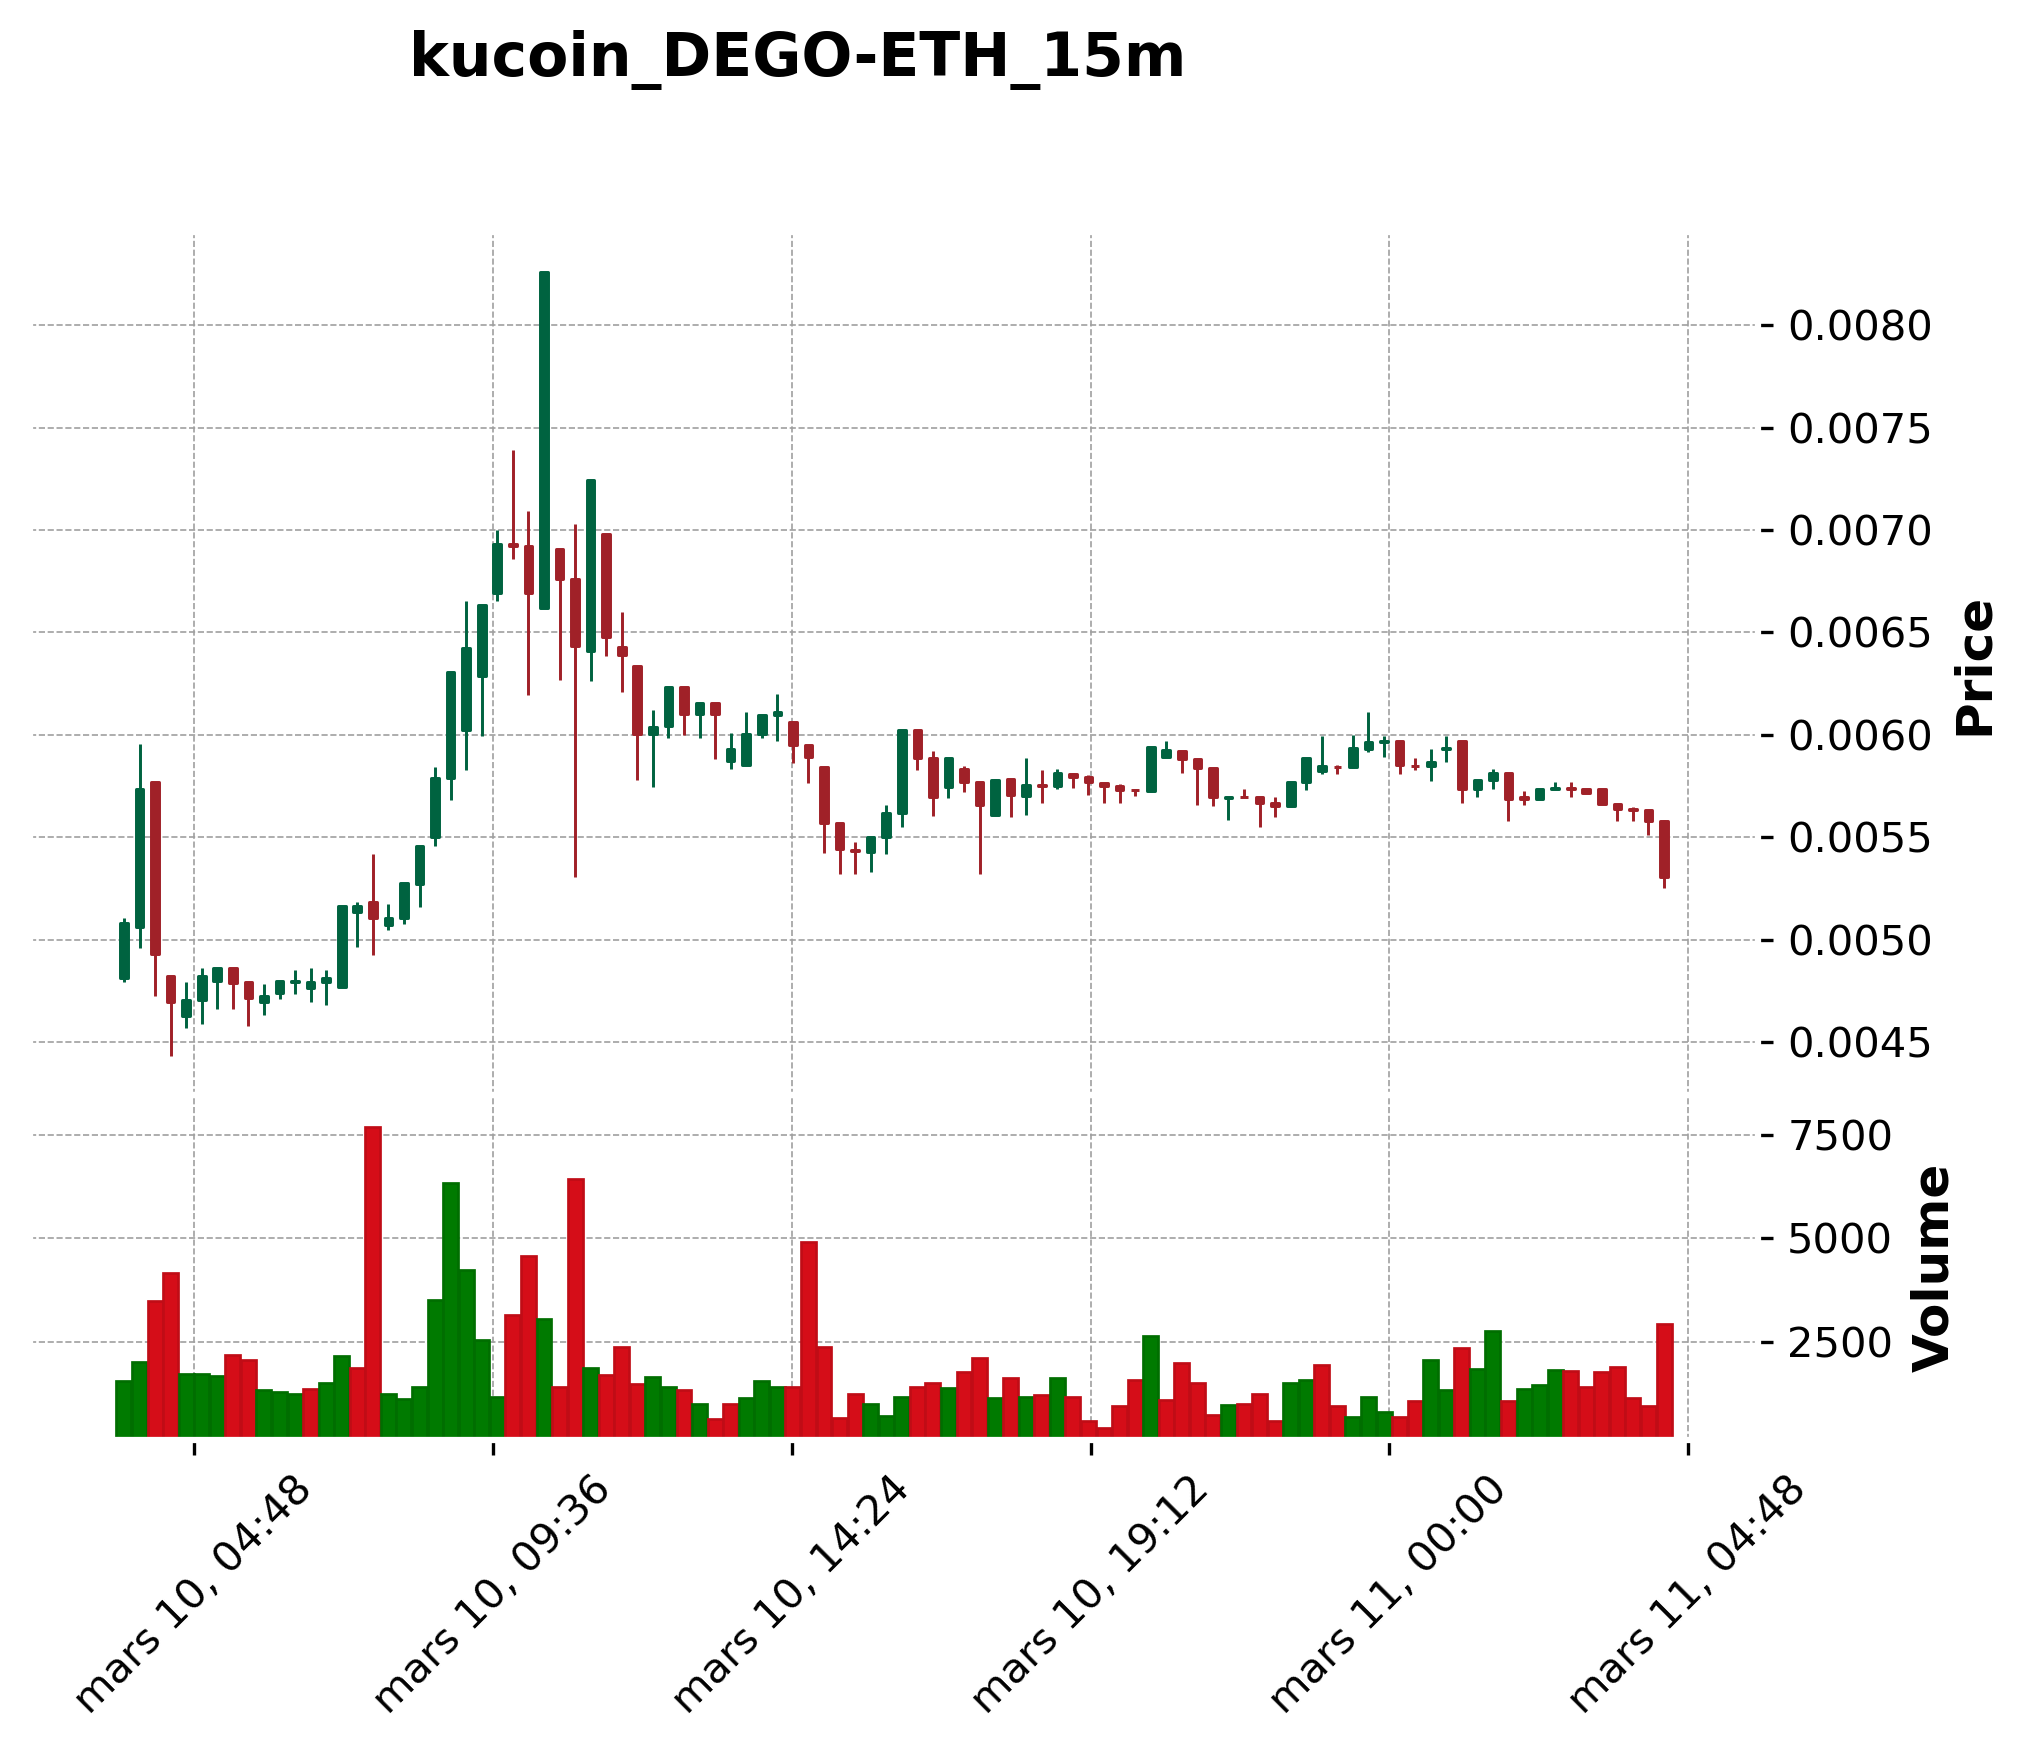 kucoin_DEGO-ETH_15m
0.0080
0.0075
0.0070
0.0065
0.0060
0.0055
0.0050
0.0045
Price
7500
5000
2500
Volume
mars 10, 04:48
mars 10, 09:36
mars 10, 14:24
mars 10, 19:12
mars 11, 00:00
mars 11, 04:48